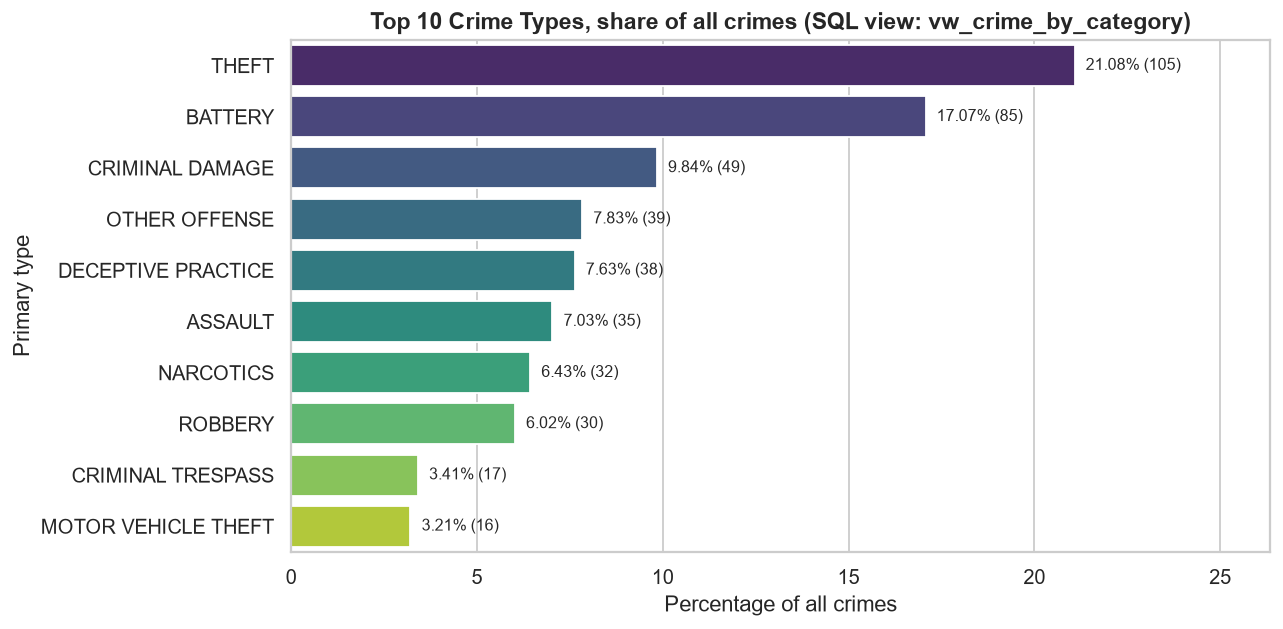 Top 10 Crime Types, share of all crimes (SQL view: vw_crime_by_category)
Primary type
THEFT 21.08% (105)
BATTERY 17.07% (85)
CRIMINAL DAMAGE 9.84% (49)
OTHER OFFENSE 7.83% (39)
DECEPTIVE PRACTICE 7.63% (38)
ASSAULT 7.03% (35)
NARCOTICS 6.43% (32)
ROBBERY 6.02% (30)
CRIMINAL TRESPASS 3.41% (17)
MOTOR VEHICLE THEFT 3.21% (16)
0 5 10 15 20 25
Percentage of all crimes